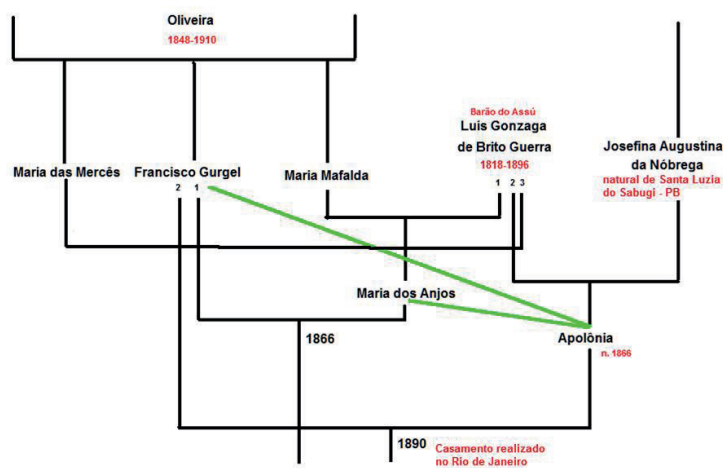 Oliveira
1848-1910
Barão do Assú
Luis Gonzaga
de Brito Guerra
1818-1896
1 2 3
Josefina Augustina
da Nóbrega
natural de Santa Luzia
do Sabugi - PB
Maria das Mercês
Francisco Gurgel
2 1
Maria Mafalda
Maria dos Anjos
1866
Apolônia
n. 1866
1890
Casamento realizado
no Rio de Janeiro